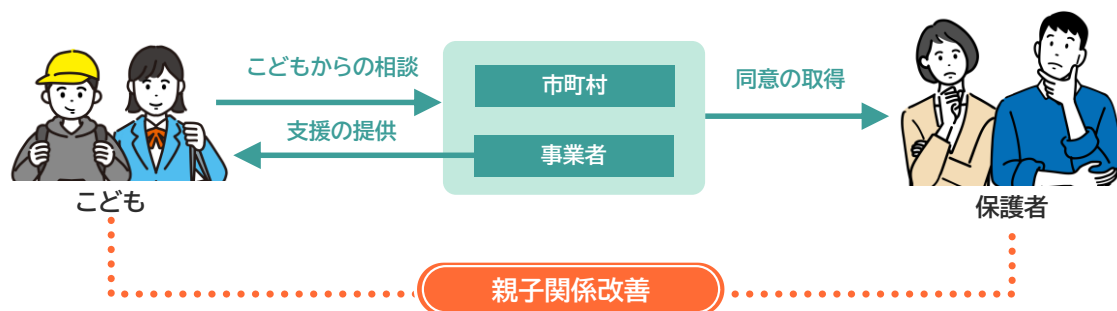 こどもからの相談
市町村
同意の取得
支援の提供
事業者
こども
保護者
親子関係改善